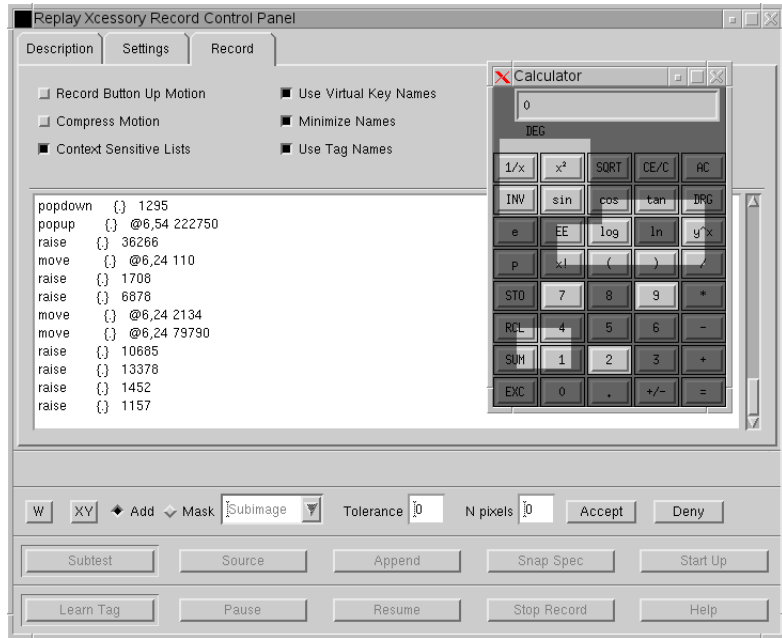 Replay Xcessory Record Control Panel
Description Settings Record
Record Button Up Motion Use Virtual Key Names
Compress Motion Minimize Names
Context Sensitive Lists Use Tag Names
popdown {.} 1295
popup {.} @6,54 222750
raise {.} 36266
move {.} @6,24 110
raise {.} 1708
raise {.} 6878
move {.} @6,24 2134
move {.} @6,24 79790
raise {.} 10685
raise {.} 13378
raise {.} 1452
raise {.} 1157
Calculator
0
DEG
1/x x² SQRT CE/C AC
INV sin cos tan DRG
e EE log ln y^x
p x! ( ) /
STO 7 8 9 *
RCL 4 5 6 -
SUM 1 2 3 +
EXC 0 . +/- =
W XY Add Mask Subimage Tolerance 0 N pixels 0 Accept Deny
Subtest Source Append Snap Spec Start Up
Learn Tag Pause Resume Stop Record Help